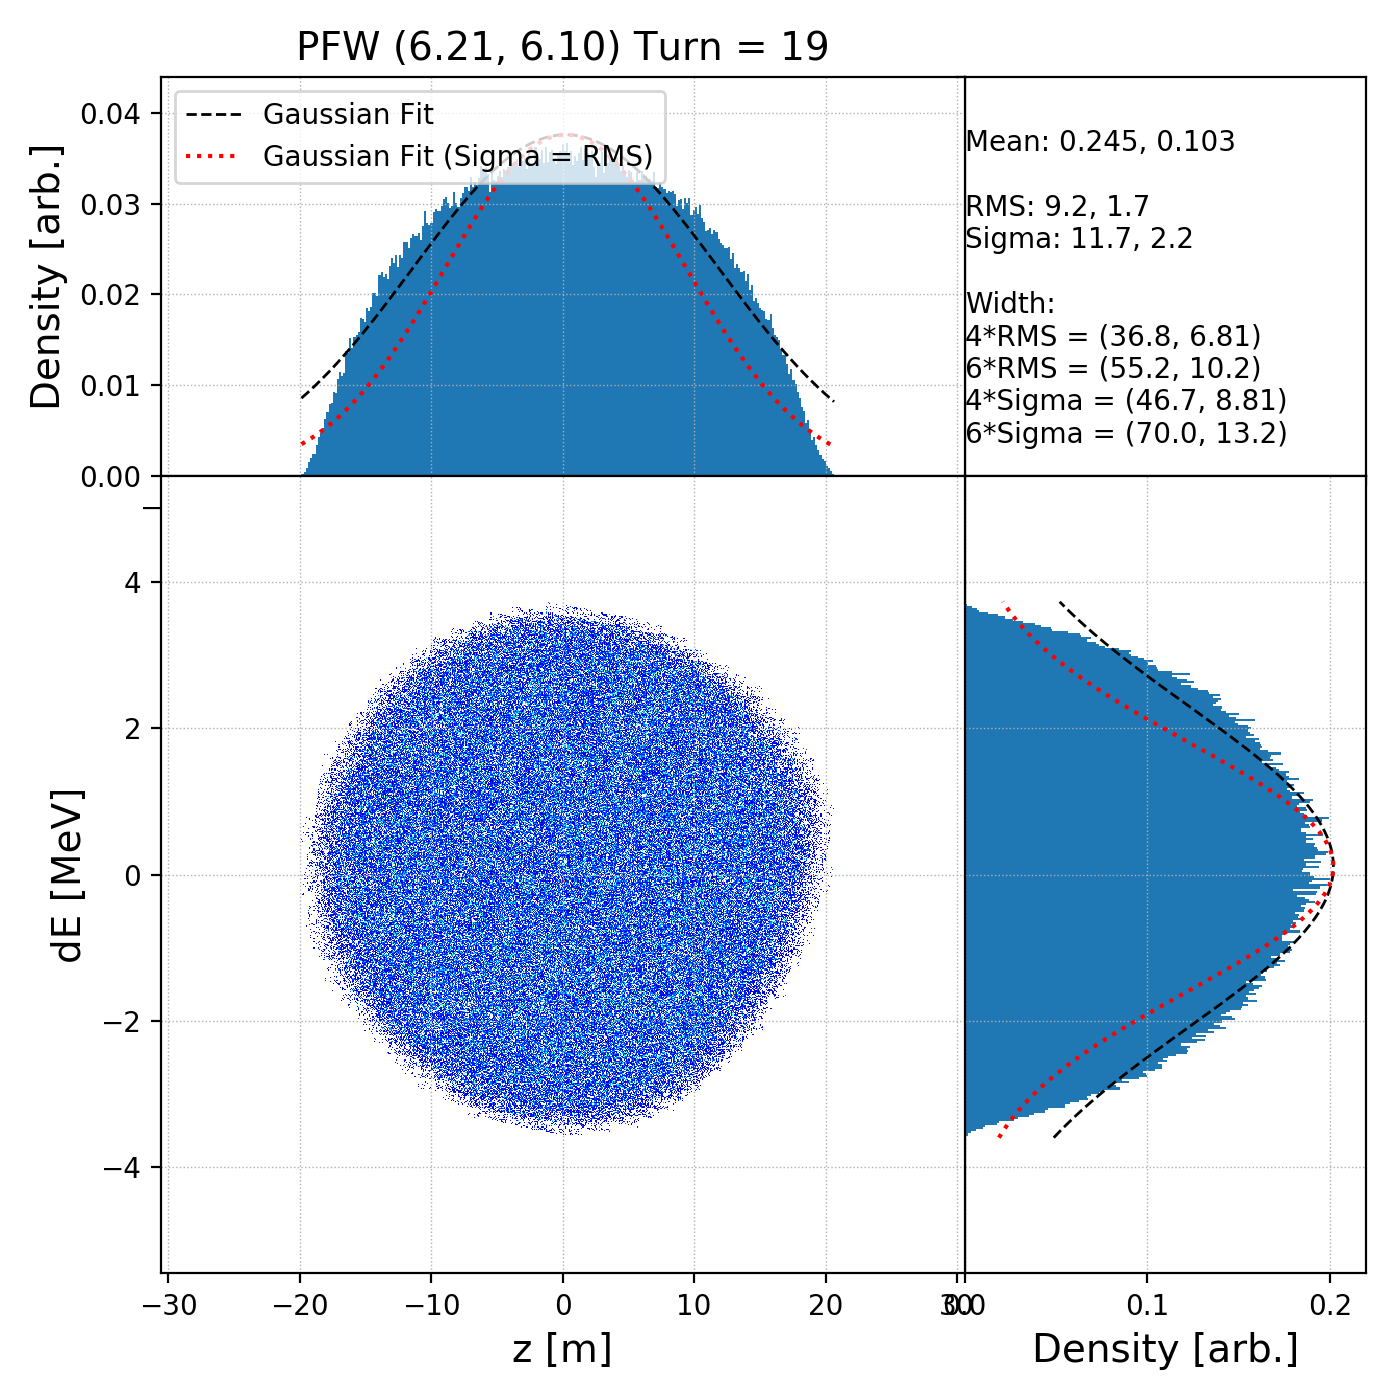 PFW (6.21, 6.10) Turn = 19
Gaussian Fit
Gaussian Fit (Sigma = RMS)
0.04
0.03
0.02
0.01
0.00
Density [arb.]
Mean: 0.245, 0.103
RMS: 9.2, 1.7
Sigma: 11.7, 2.2
Width:
4*RMS = (36.8, 6.81)
6*RMS = (55.2, 10.2)
4*Sigma = (46.7, 8.81)
6*Sigma = (70.0, 13.2)
4
2
0
−2
−4
dE [MeV]
−30 −20 −10 0 10 20 30
z [m]
0.0 0.1 0.2
Density [arb.]